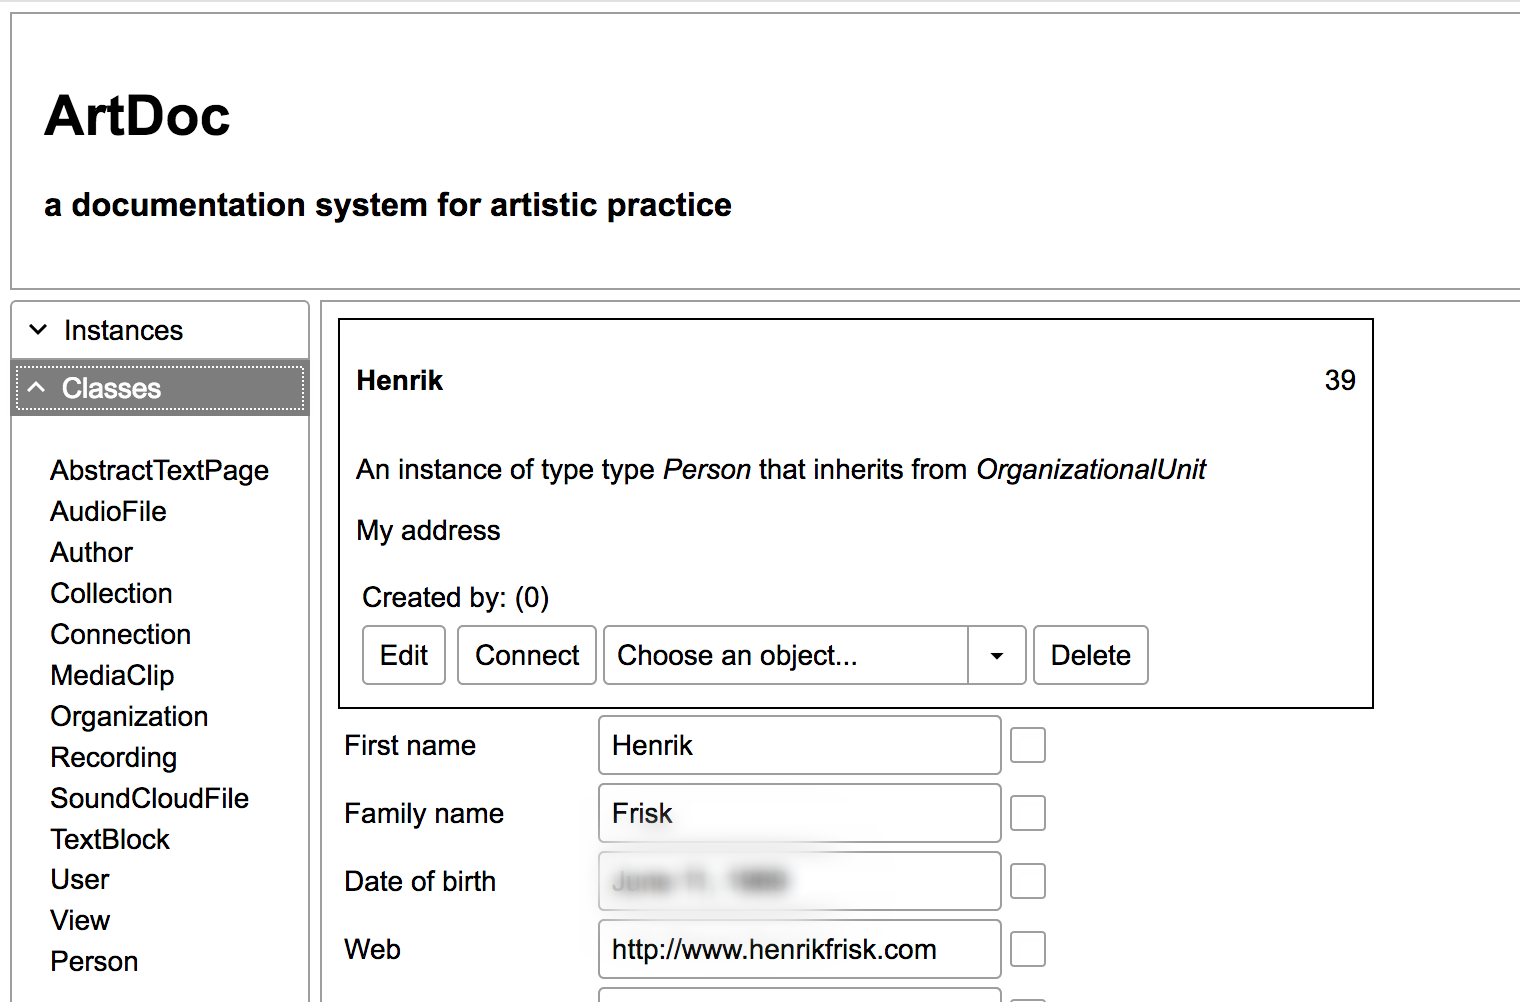 ArtDoc
a documentation system for artistic practice
Instances
Classes
AbstractTextPage
AudioFile
Author
Collection
Connection
MediaClip
Organization
Recording
SoundCloudFile
TextBlock
User
View
Person
Henrik 39
An instance of type type Person that inherits from OrganizationalUnit
My address
Created by: (0)
Edit Connect Choose an object... Delete
First name Henrik
Family name Frisk
Date of birth
Web http://www.henrikfrisk.com